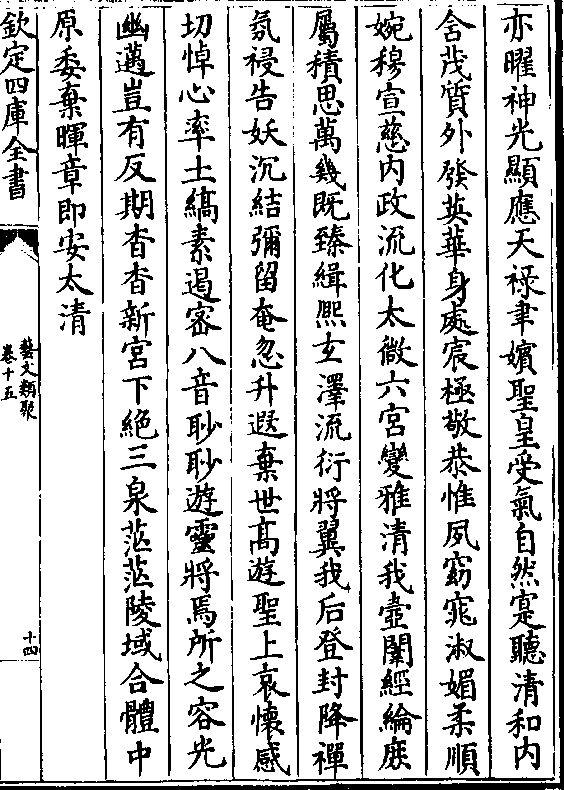 亦曜神光顯應天祿聿嬪聖皇受氣自然寔聽清和内
含茂質外發英華身處宸極敬恭惟夙窈窕淑媚柔順
婉穆宣慈内政流化太微六宮變雅清我壼闈經綸庶
屬積思萬幾既臻緝熙玄澤流衍將翼我后登封降禪
氛祲告妖沉結彌留奄忽升遐棄世髙遊聖上哀懷感
切悼心率土縞素遏宻八音眇眇遊靈將焉所之容光
幽邁豈有反期杳杳新宮下絶三泉茫茫陵域合體中
原委棄暉章即安太清
欽定四庫全書
藝文類聚
卷十五
十四